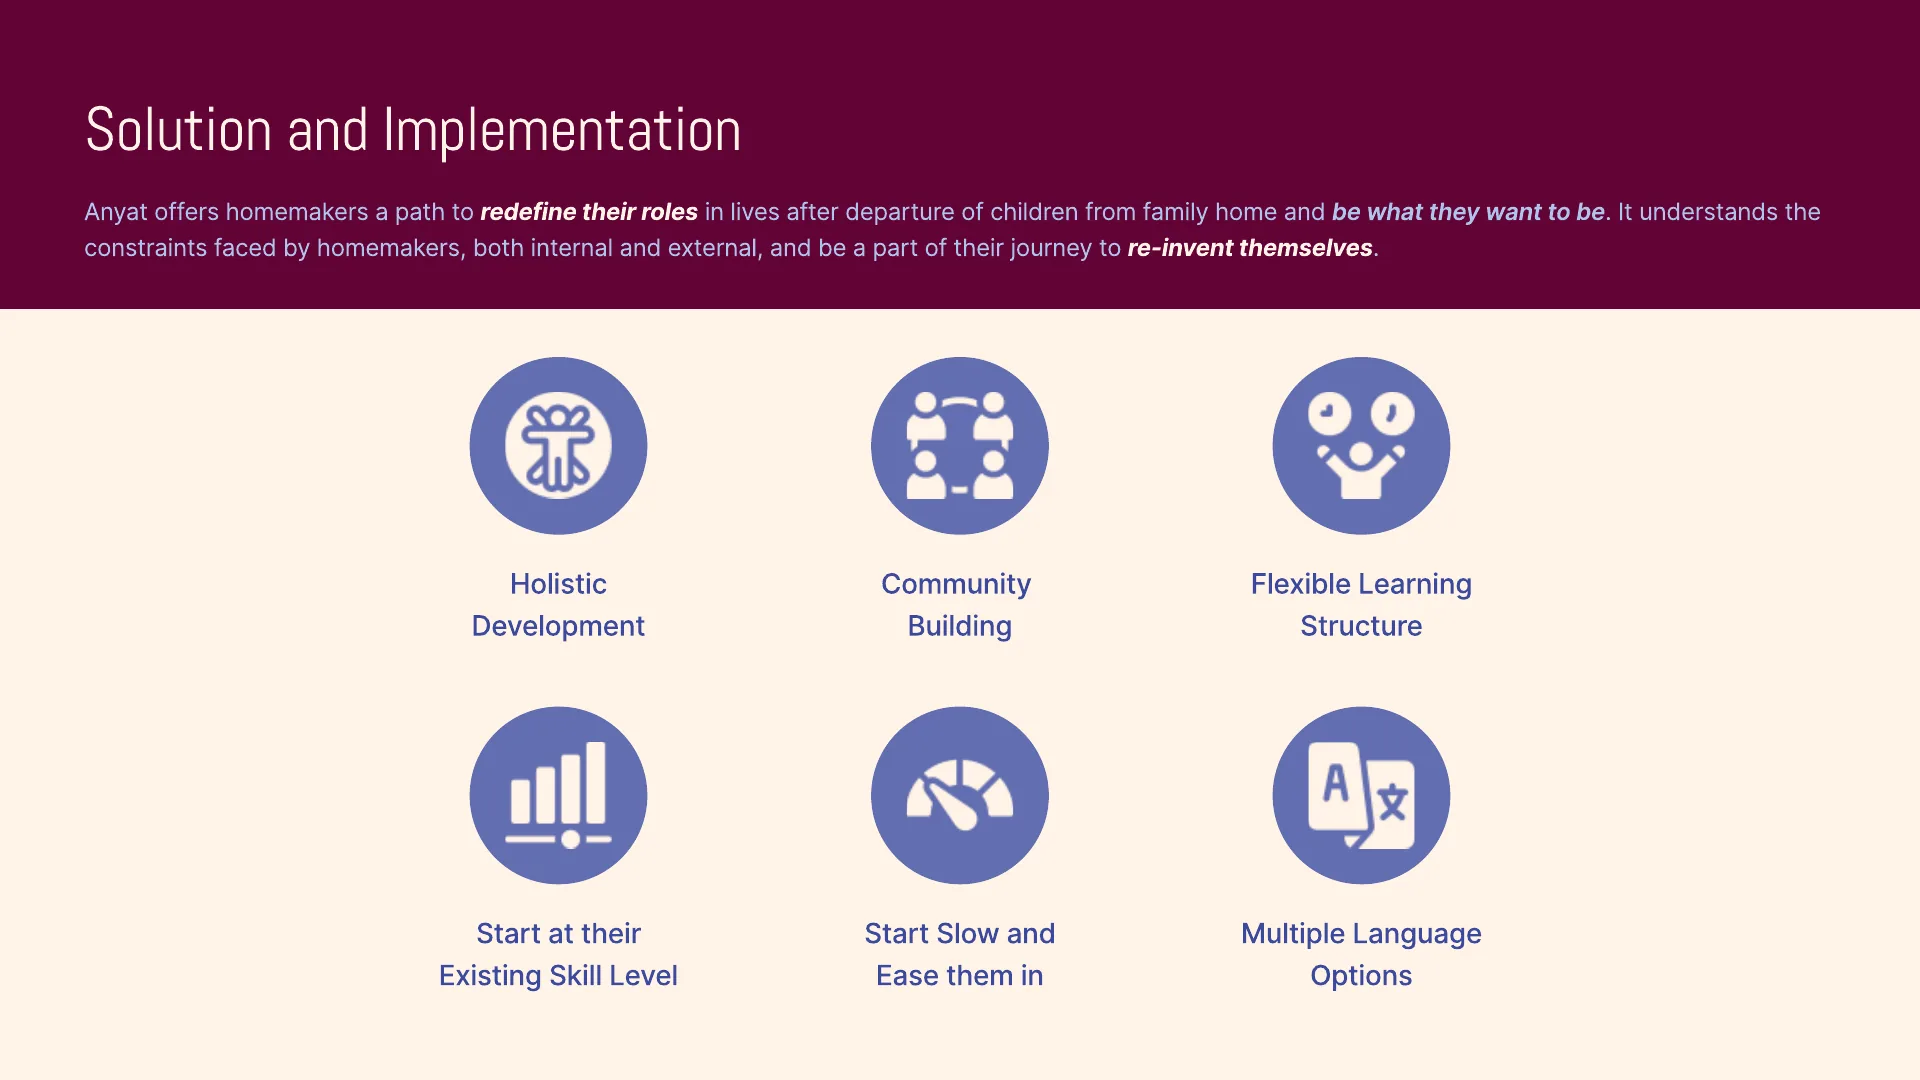 Solution and Implementation
Anyat offers homemakers a path to redefine their roles in lives after departure of children from family home and be what they want to be. It understands the
constraints faced by homemakers, both internal and external, and be a part of their journey to re-invent themselves.
Holistic
Development
Community
Building
Flexible Learning
Structure
A 文
Start at their
Existing Skill Level
Start Slow and
Ease them in
Multiple Language
Options